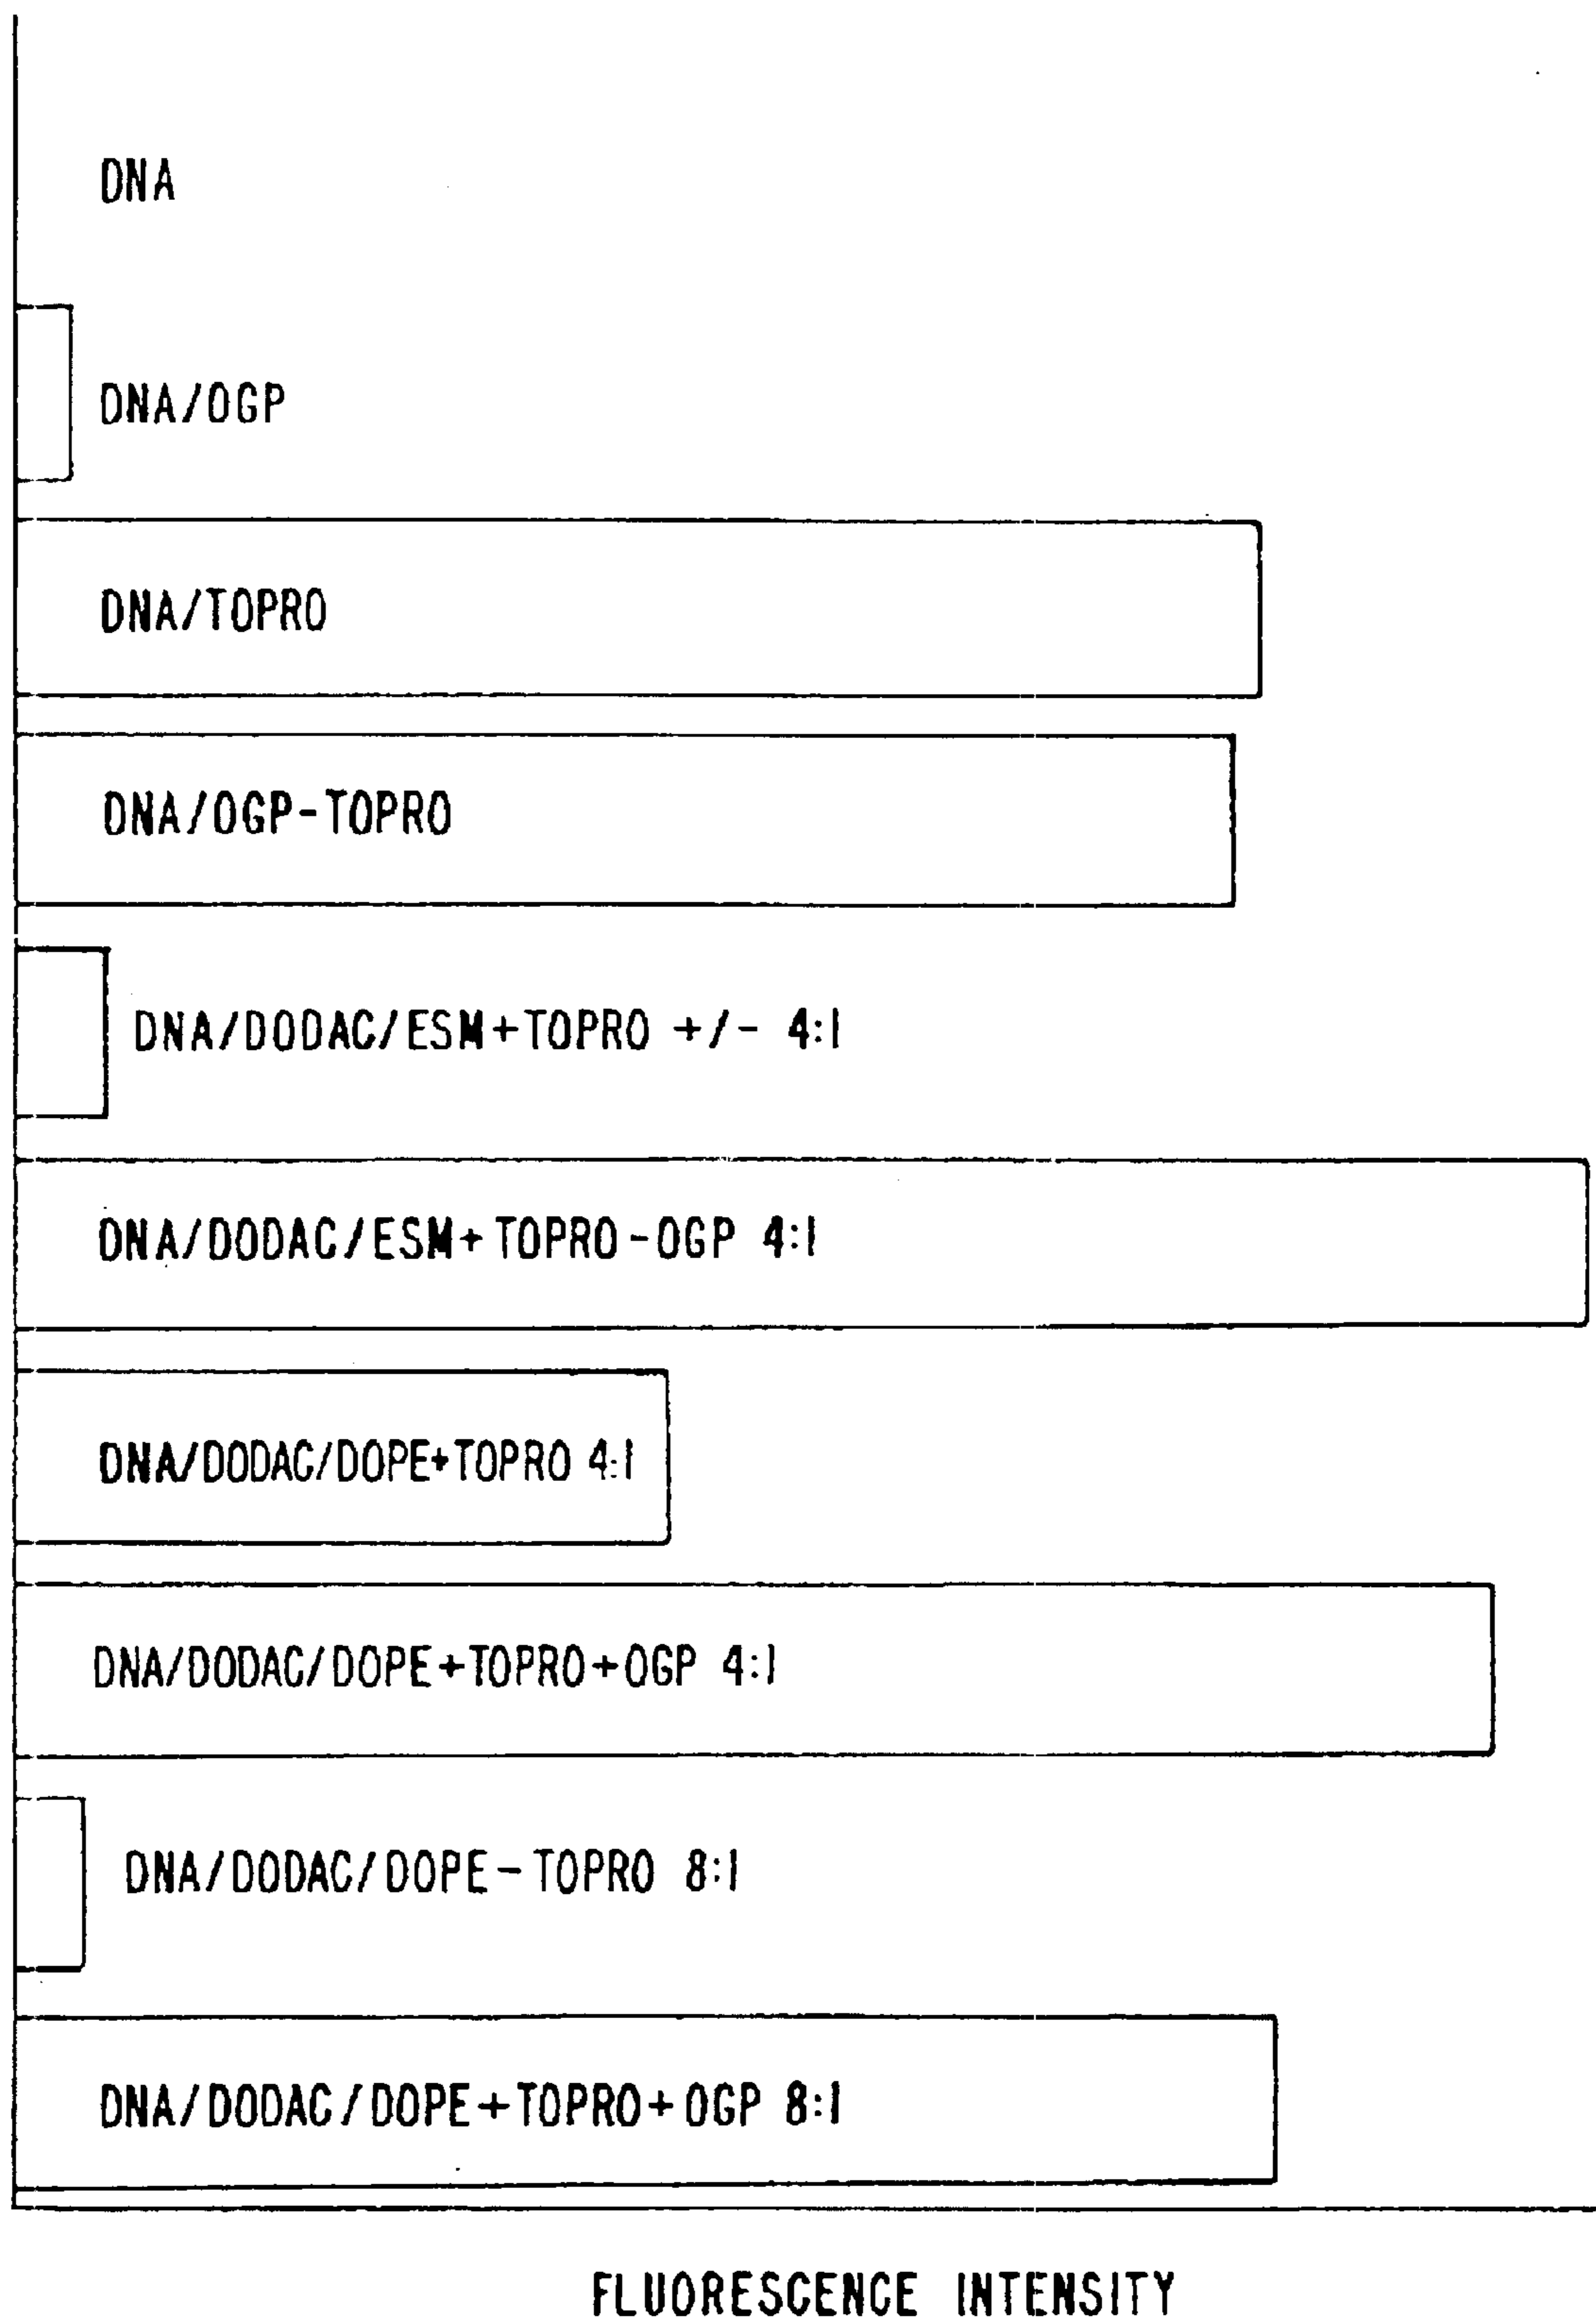 DNA
DNA/OGP
DNA/TOPRO
DNA/OGP-TOPRO
DNA/DODAC/ESM+TOPRO +/- 4:1
DNA/DODAC/ESM+TOPRO-OGP 4:1
DNA/DODAC/DOPE+TOPRO 4:1
DNA/DODAC/DOPE+TOPRO+OGP 4:1
DNA/DODAC/DOPE-TOPRO 8:1
DNA/DODAC/DOPE+TOPRO+OGP 8:1
FLUORESCENCE INTENSITY